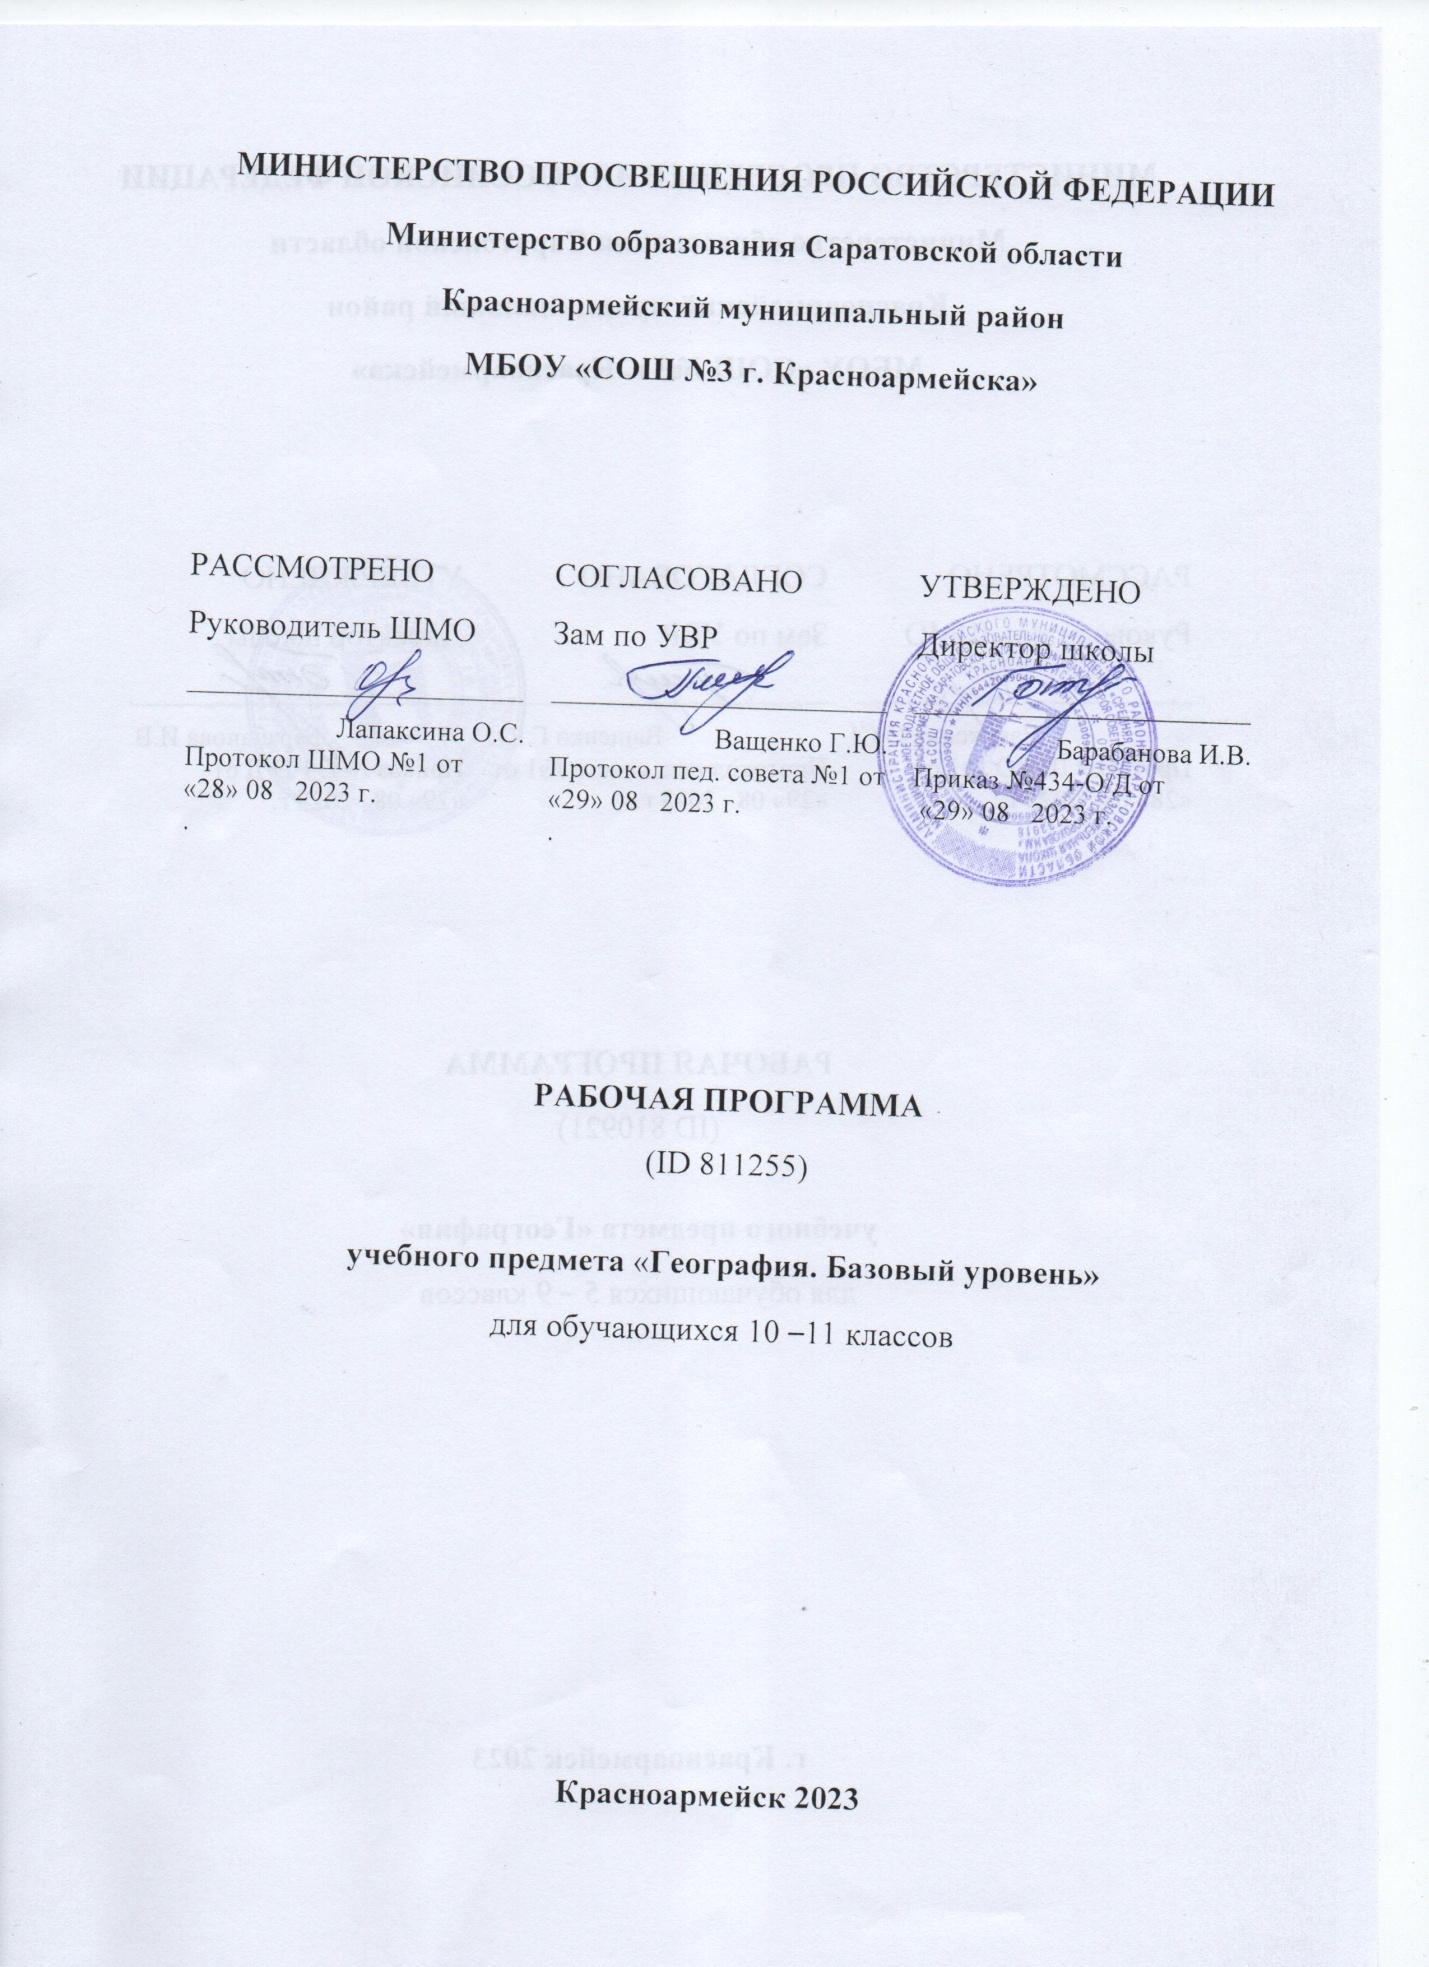 МИНИСТЕРСТВО ПРОСВЕЩЕНИЯ РОССИЙСКОЙ ФЕДЕРАЦИИ
Министерство образования Саратовской области
Красноармейский муниципальный район
МБОУ «СОШ №3 г. Красноармейска»
РАССМОТРЕНО
Руководитель ШМО
Лапаксина О.С.
Протокол ШМО №1 от
«28» 08 2023 г.
.
СОГЛАСОВАНО
Зам по УВР
Ващенко Г.Ю.
Протокол пед. совета №1 от
«29» 08 2023 г.
.
УТВЕРЖДЕНО
Директор школы
Барабанова И.В.
Приказ №434-О/Д от
«29» 08 2023 г.
РАБОЧАЯ ПРОГРАММА
(ID 811255)
учебного предмета «География. Базовый уровень»
для обучающихся 10 –11 классов
Красноармейск 2023